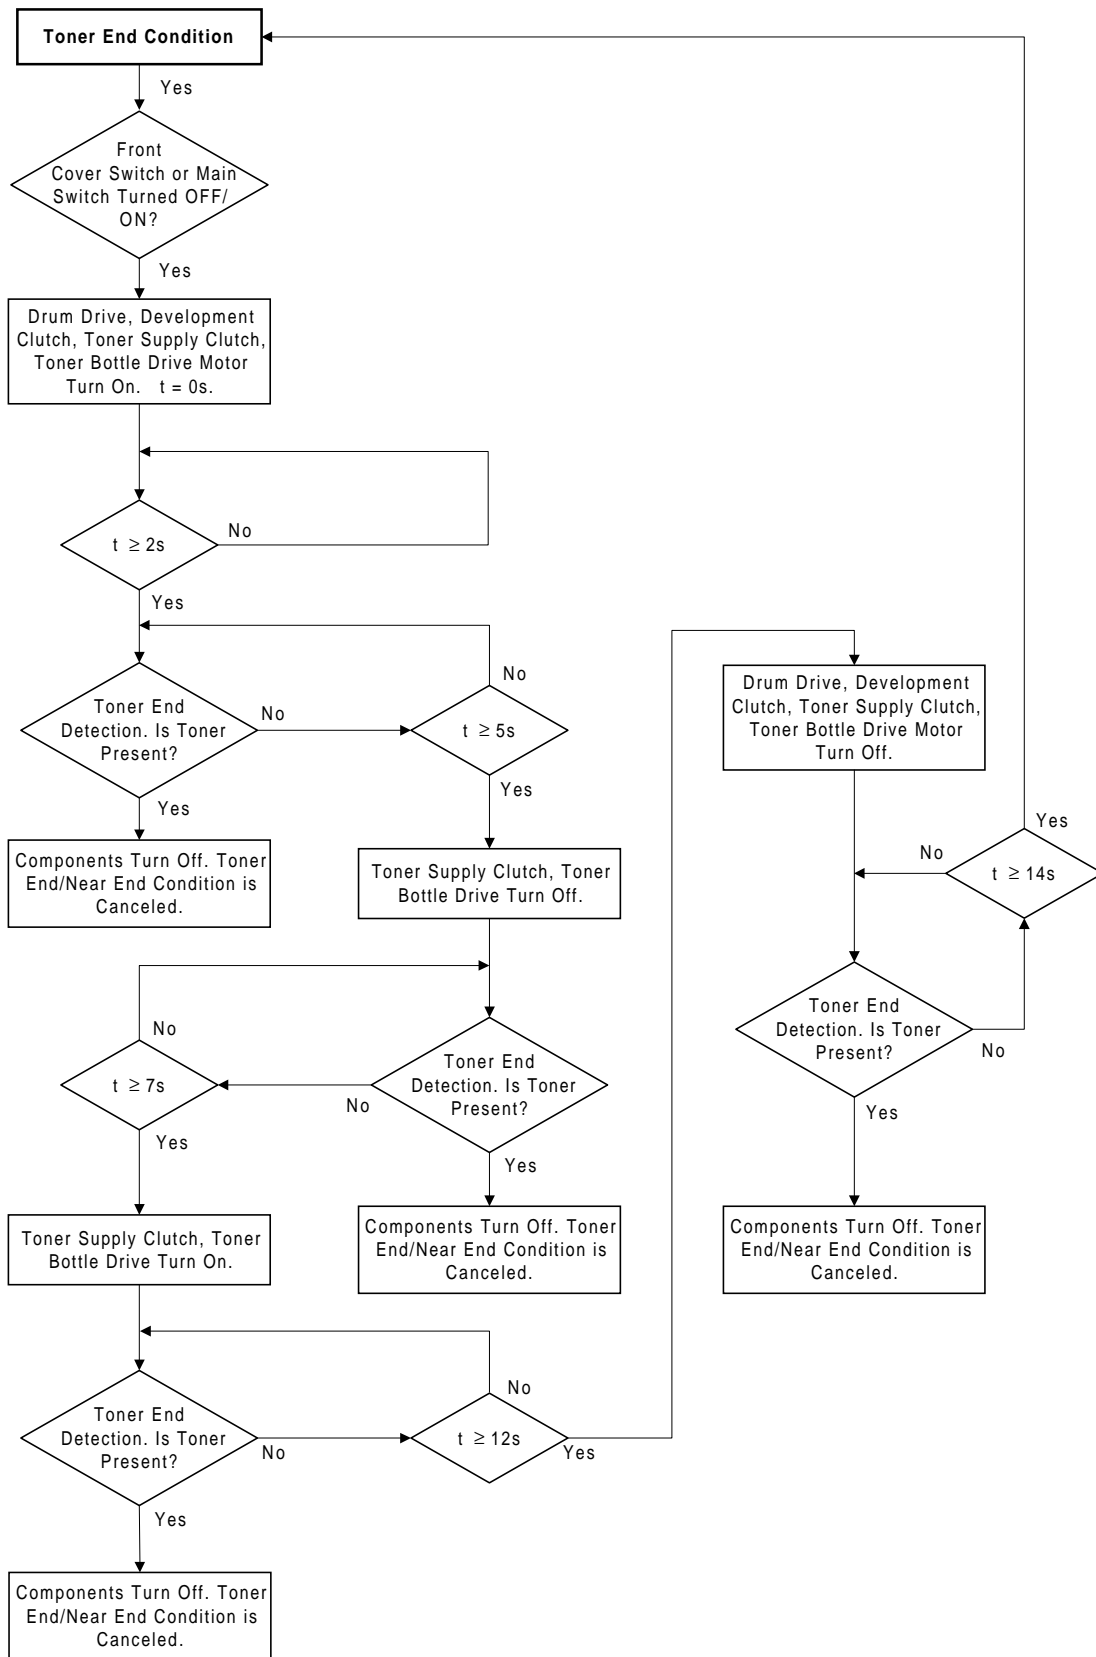 Toner End Condition
Yes
Front
Cover Switch or Main
Switch Turned OFF/
ON?
Yes
Drum Drive, Development
Clutch, Toner Supply Clutch,
Toner Bottle Drive Motor
Turn On. t = 0s.
t ≥ 2s
No
Yes
Toner End
Detection. Is Toner
Present?
No
Yes
t ≥ 5s
No
Yes
Components Turn Off. Toner
End/Near End Condition is
Canceled.
Toner Supply Clutch, Toner
Bottle Drive Turn Off.
Toner End
Detection. Is Toner
Present?
No
Yes
t ≥ 7s
No
Yes
Components Turn Off. Toner
End/Near End Condition is
Canceled.
Toner Supply Clutch, Toner
Bottle Drive Turn On.
Toner End
Detection. Is Toner
Present?
No
Yes
t ≥ 12s
No
Yes
Components Turn Off. Toner
End/Near End Condition is
Canceled.
Drum Drive, Development
Clutch, Toner Supply Clutch,
Toner Bottle Drive Motor
Turn Off.
Yes
No
t ≥ 14s
Toner End
Detection. Is Toner
Present?
No
Yes
Components Turn Off. Toner
End/Near End Condition is
Canceled.